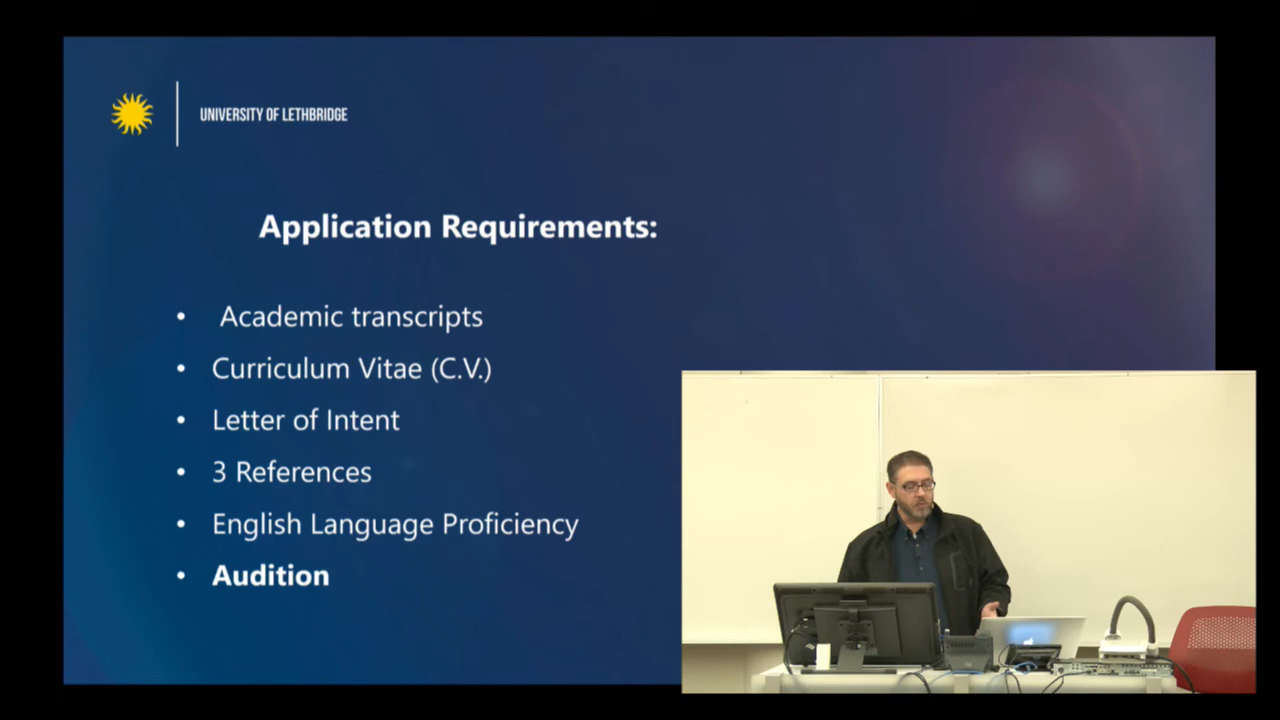 UNIVERSITY OF LETHBRIDGE
Application Requirements:
• Academic transcripts
• Curriculum Vitae (C.V.)
• Letter of Intent
• 3 References
• English Language Proficiency
• Audition